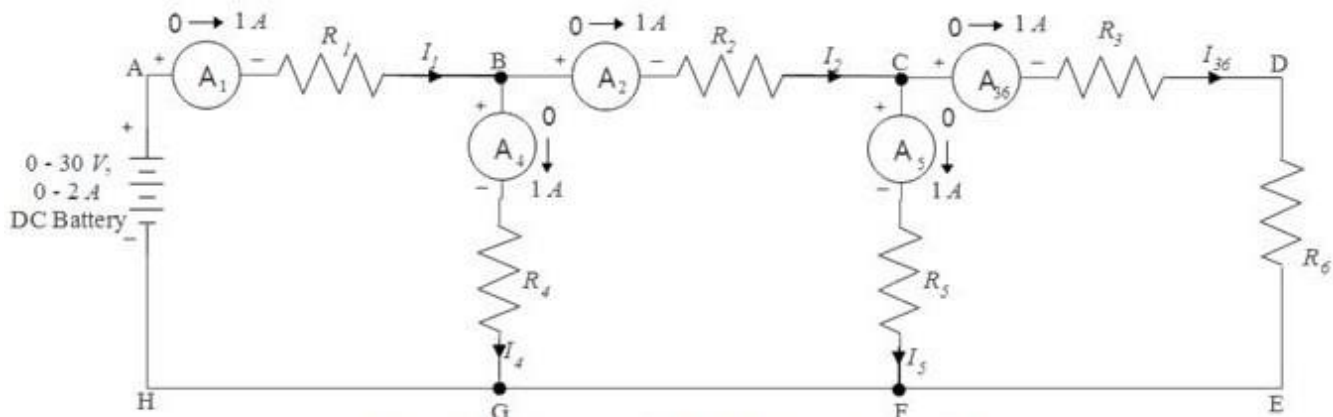 0 → 1 A
0 → 1 A
0 → 1 A
A + A1 − R1 I1 B + A2 − R2 I2 C + A36 − R3 I36 D
+ 0 - 30 V,
0 - 2 A
DC Battery
−
+ A4 − 0 ↓ 1 A
+ A5 − 0 ↓ 1 A
R4
R5
R6
I4
I5
H G F E